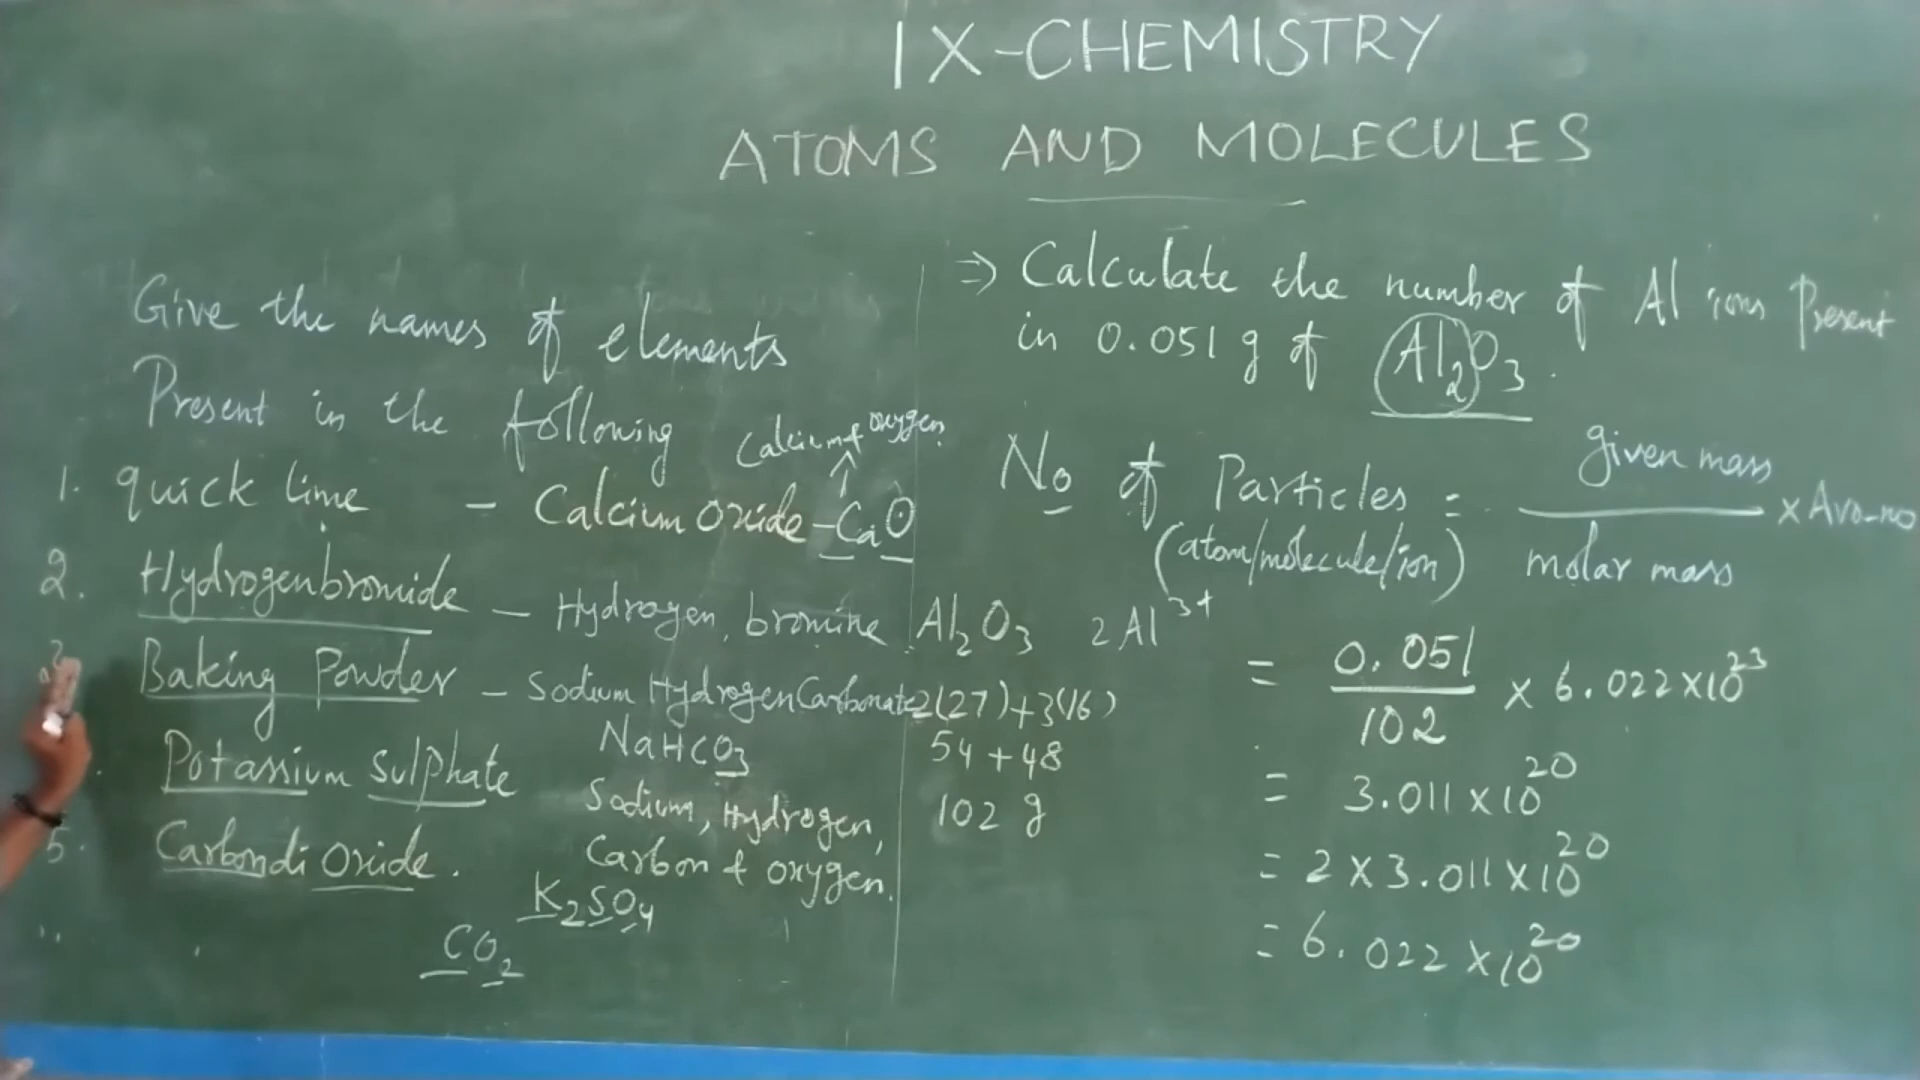 IX-CHEMISTRY
ATOMS AND MOLECULES
Give the names of elements
Present in the following
Calcium + oxygen
1. quick lime - Calcium oxide - CaO
2. Hydrogenbromide - Hydrogen, bromine
3 Baking Powder - Sodium HydrogenCarbonate
NaHCO3
Potassium Sulphate
Sodium, Hydrogen,
Carbon + oxygen.
5. Carbondi Oxide.
K2SO4
CO2
⇒ Calculate the number of Al ions Present
in 0.051 g of Al2O3.
No of Particles = given mass / molar mass × Avo-no
(atom/molecule/ion)
Al2O3 2Al3+
2(27)+3(16)
54+48
102 g
= 0.051 / 102 × 6.022×10^23
= 3.011×10^20
= 2×3.011×10^20
= 6.022×10^20